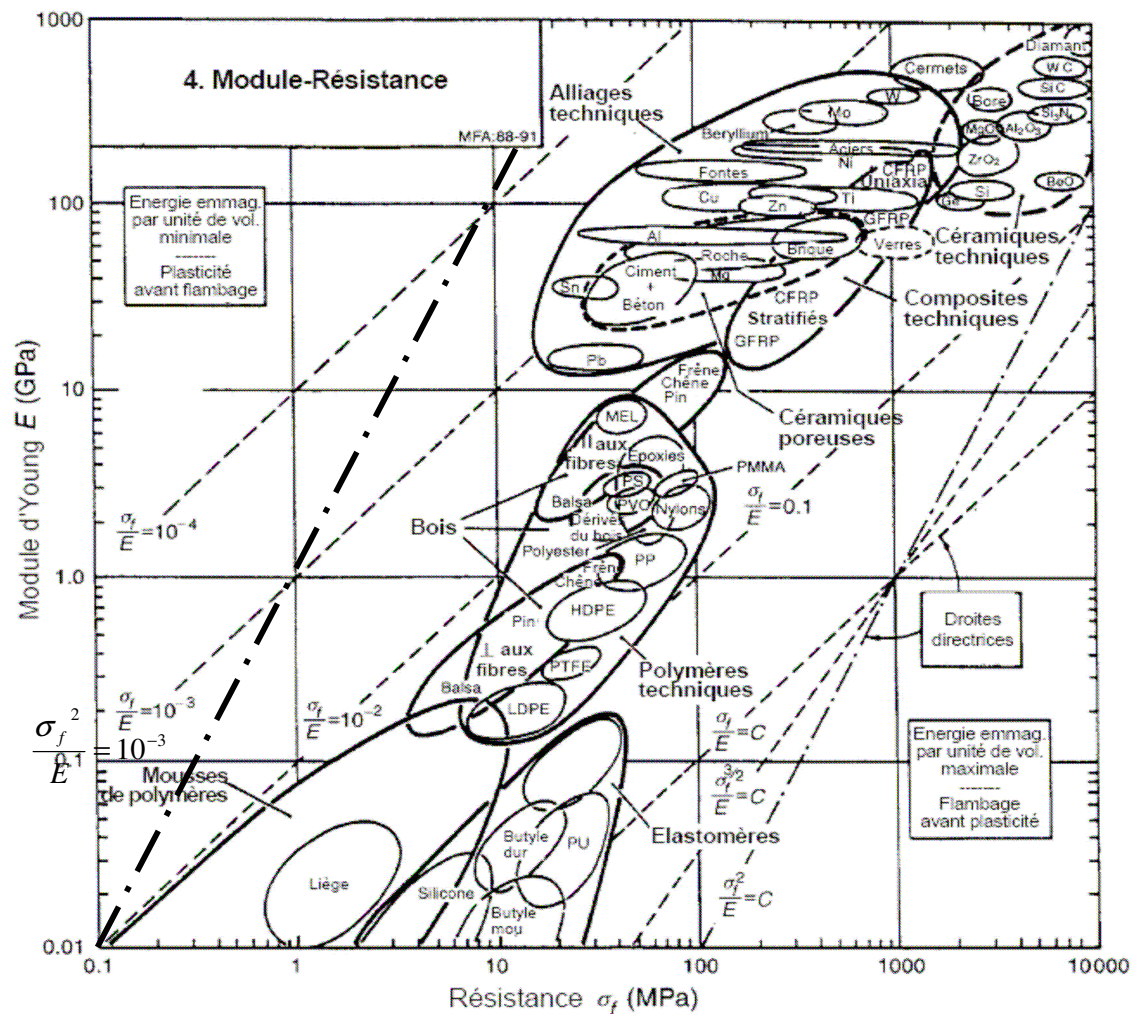 1000
4. Module-Résistance
MFA:88-91
Alliages
techniques
Cermets
Diamant
W C
Si C
Bore
Si₃N₄
MgO
Al₂O₃
ZrO₂
W
Mo
Beryllium
Aciers
Ni
CFRP
Uniaxial
Fontes
Cu
Zn
Ti
GFRP
Si
Ge
BeO
100
Energie emmag.
par unité de vol.
minimale
Plasticité
avant flambage
Al
Roche
Mg
Brique
Verres
Céramiques
techniques
Sn
Ciment
+
Béton
CFRP
Stratifiés
GFRP
Composites
techniques
Pb
10
Frêne
Chêne
Pin
Céramiques
poreuses
MEL
|| aux
fibres
Epoxies
PMMA
PS
PVC
Nylons
Balsa
Dérivés
du bois
Polyester
Bois
PP
σf/E=0.1
σf/E=10⁻⁴
Module d'Young E (GPa)
1.0
Frêne
Chêne
HDPE
Pin
⊥ aux
fibres
PTFE
Balsa
LDPE
Polymères
techniques
Droites
directrices
σf/E=10⁻³
σf/E=10⁻²
σf/E=C
σf²/E=10⁻³
0.1
Mousses
de polymères
σf^3/2/E=C
Energie emmag.
par unité de vol.
maximale
Flambage
avant plasticité
Elastomères
Butyle
dur
PU
Liège
Silicone
Butyle
mou
σf²/E=C
0.01
0.1
1
10
100
1000
10000
Résistance σf (MPa)